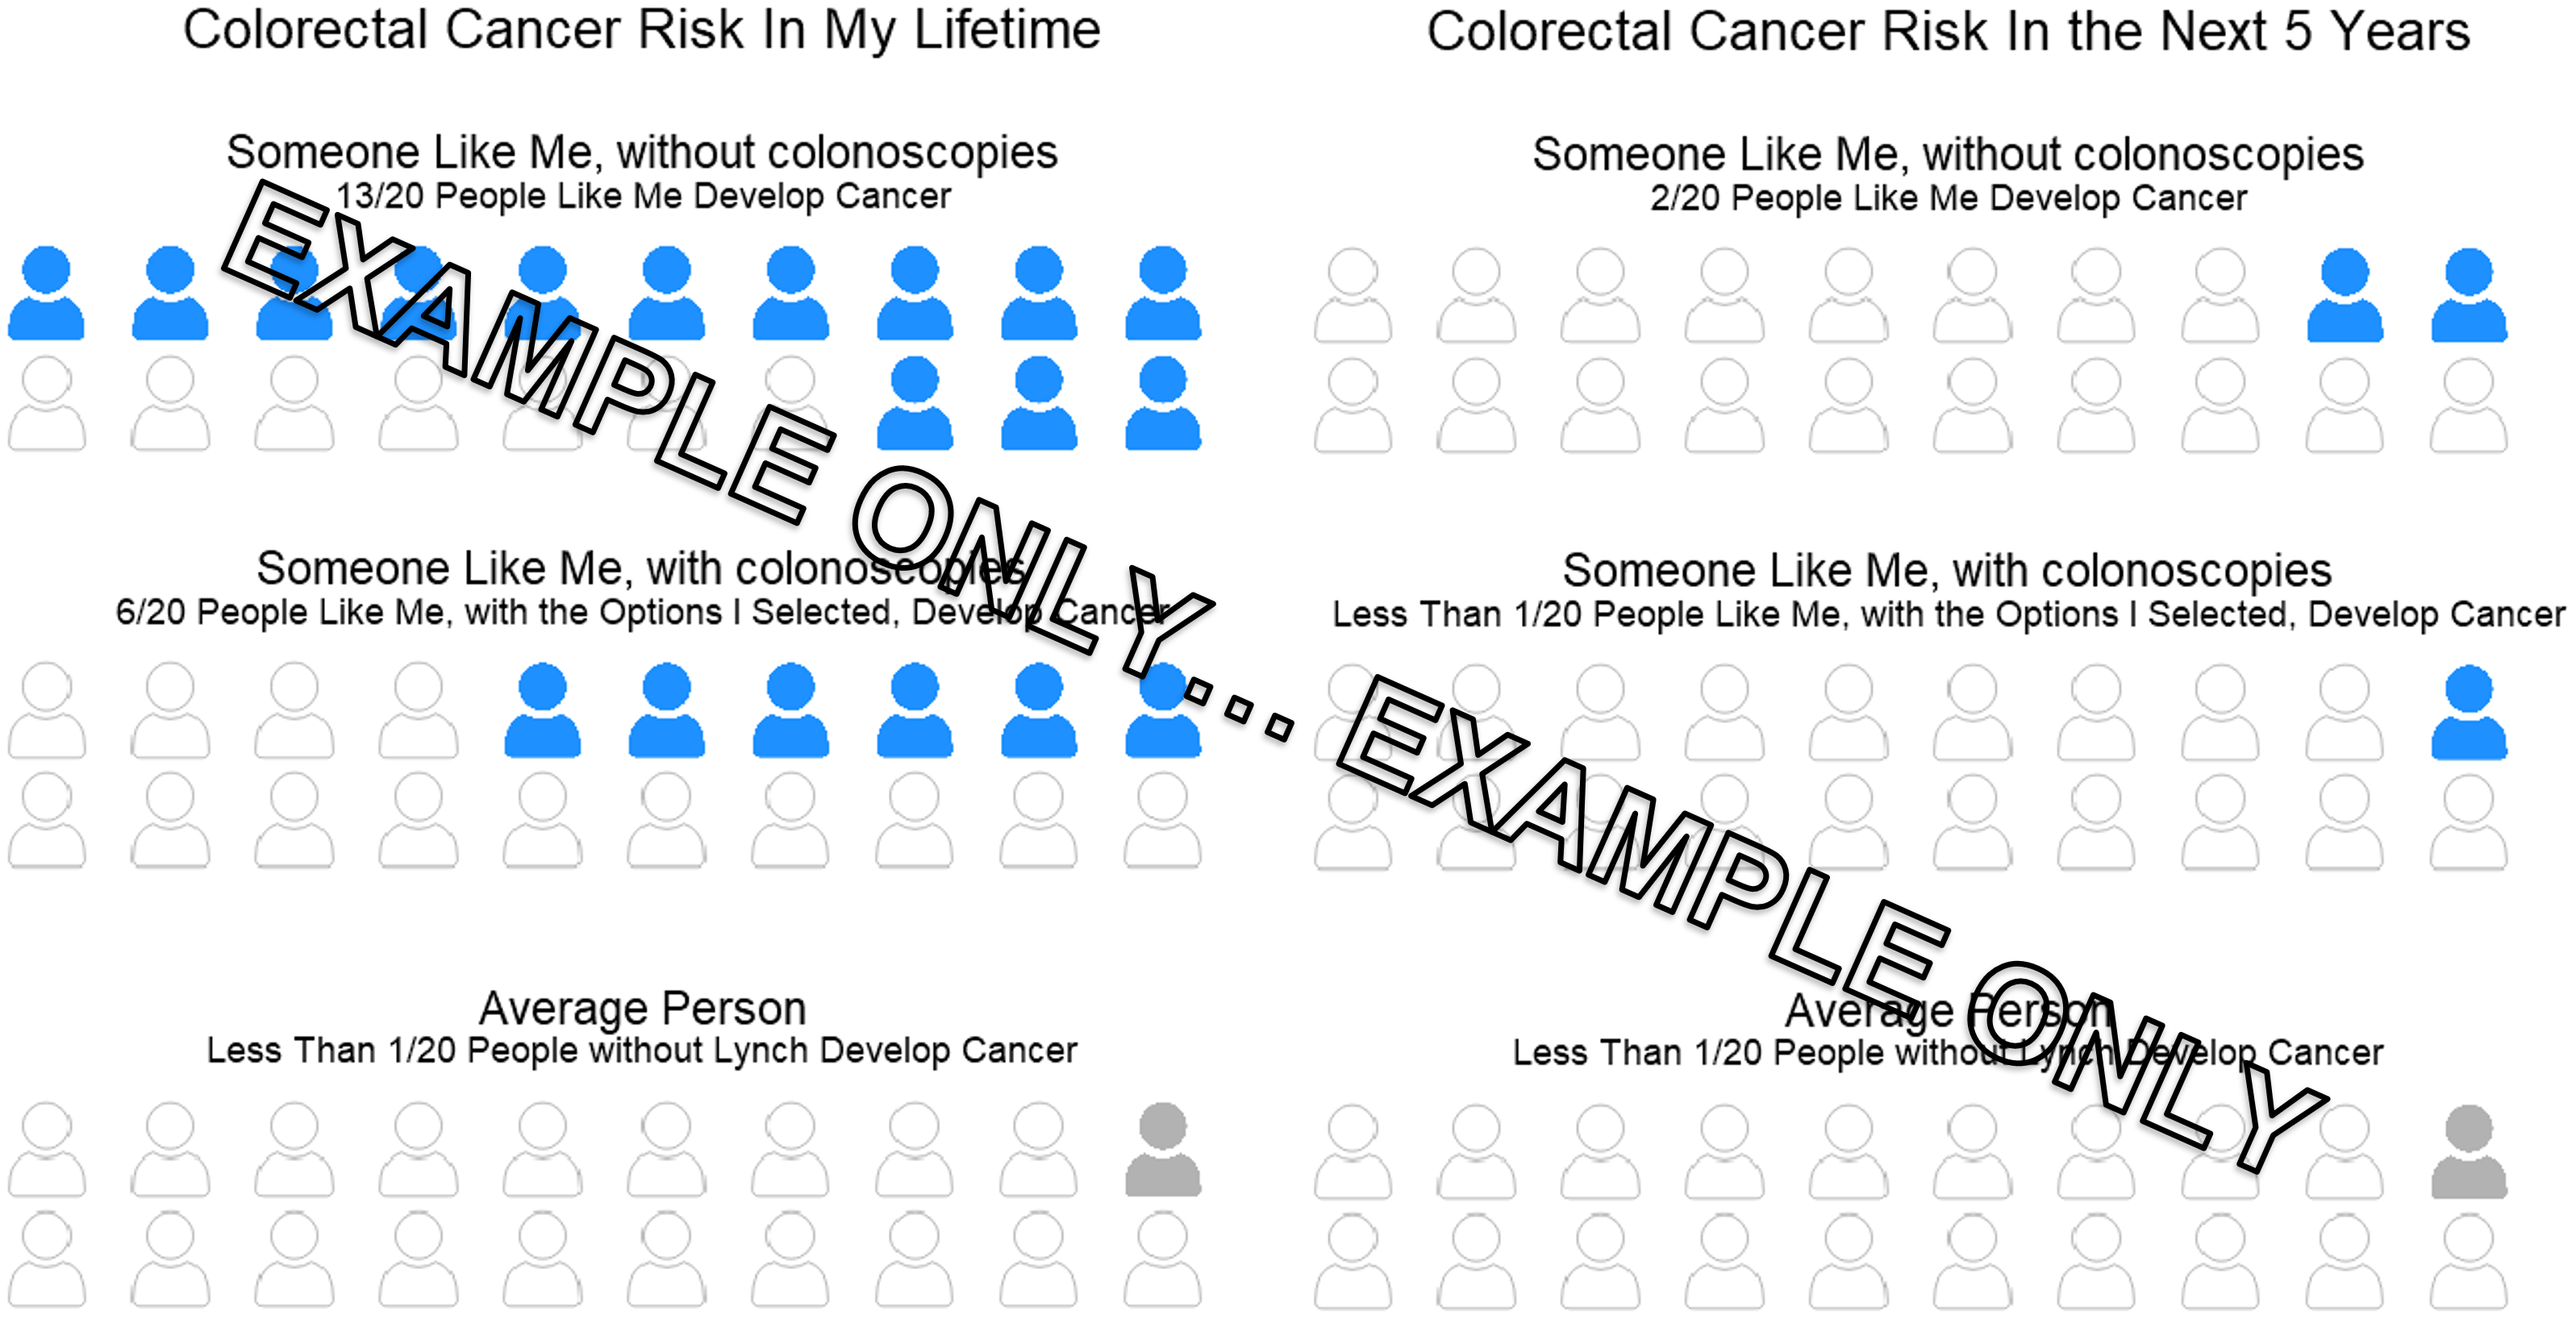 Colorectal Cancer Risk In My Lifetime
Someone Like Me, without colonoscopies
13/20 People Like Me Develop Cancer
Someone Like Me, with colonoscopies
6/20 People Like Me, with the Options I Selected, Develop Cancer
Average Person
Less Than 1/20 People without Lynch Develop Cancer
Colorectal Cancer Risk In the Next 5 Years
Someone Like Me, without colonoscopies
2/20 People Like Me Develop Cancer
Someone Like Me, with colonoscopies
Less Than 1/20 People Like Me, with the Options I Selected, Develop Cancer
Average Person
Less Than 1/20 People without Lynch Develop Cancer
EXAMPLE ONLY... EXAMPLE ONLY